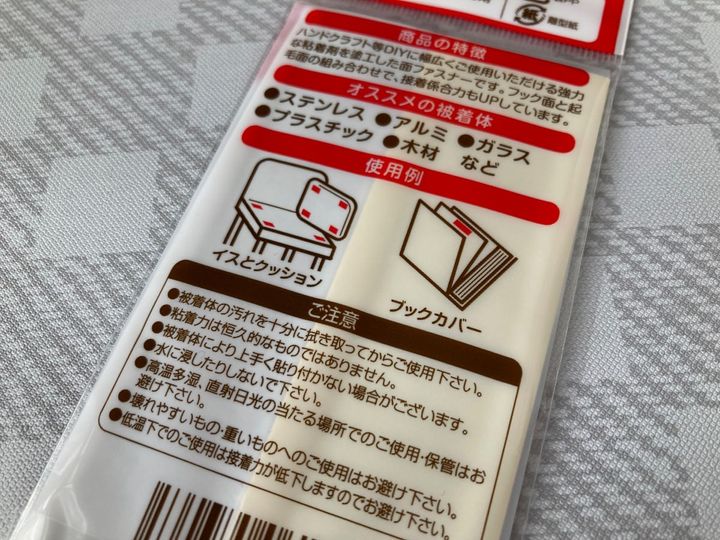 紙
離型紙
商品の特徴
ハンドクラフト等DIYに幅広くご使用いただける強力
な粘着剤を塗工した面ファスナーです。フック面と起
毛面の組み合わせで、接着係合力もUPしています。
オススメの被着体
●ステンレス ●アルミ ●ガラス
●プラスチック ●木材 など
使用例
イスとクッション
ブックカバー
ご注意
●被着体の汚れを十分に拭き取ってからご使用下さい。
●粘着力は恒久的なものではありません。
●被着体により上手く貼り付かない場合がございます。
●水に浸したりしないで下さい。
●高温多湿、直射日光の当たる場所でのご使用・保管はお
避け下さい。
●壊れやすいもの・重いものへのご使用はお避け下さい。
●低温下でのご使用は接着力が低下しますのでお避け下さい。